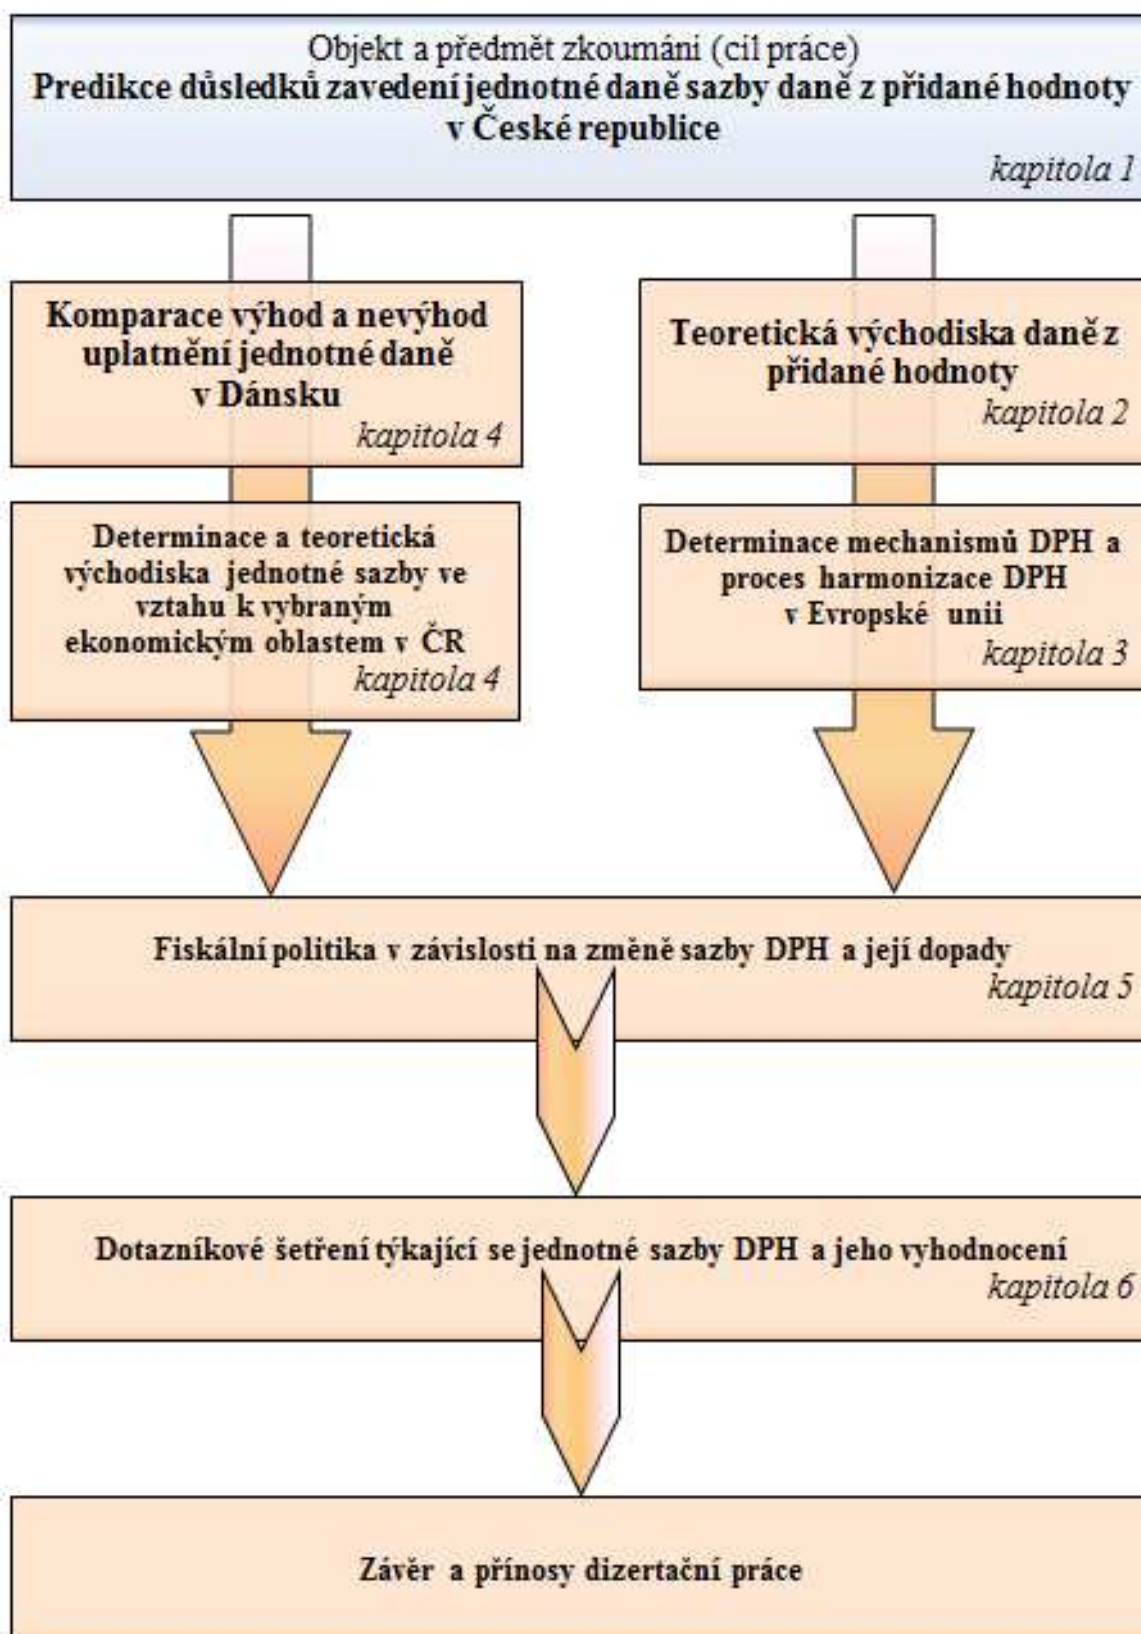 Objekt a předmět zkoumání (cíl práce)
Predikce důsledků zavedení jednotné daně sazby daně z přidané hodnoty
v České republice
kapitola 1
Komparace výhod a nevýhod
uplatnění jednotné daně
v Dánsku
kapitola 4
Teoretická východiska daně z
přidané hodnoty
kapitola 2
Determinace a teoretická
východiska jednotné sazby ve
vztahu k vybraným
ekonomickým oblastem v ČR
kapitola 4
Determinace mechanismů DPH a
proces harmonizace DPH
v Evropské unii
kapitola 3
Fiskální politika v závislosti na změně sazby DPH a její dopady
kapitola 5
Dotazníkové šetření týkající se jednotné sazby DPH a jeho vyhodnocení
kapitola 6
Závěr a přínosy dizertační práce